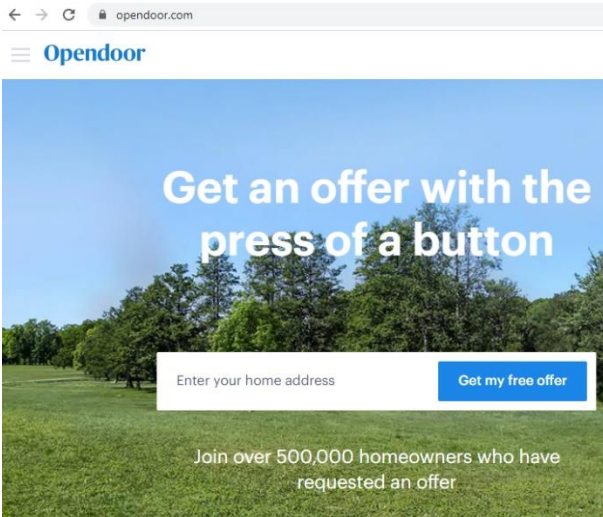 opendoor.com
Opendoor
Get an offer with the
press of a button
Enter your home address
Get my free offer
Join over 500,000 homeowners who have
requested an offer